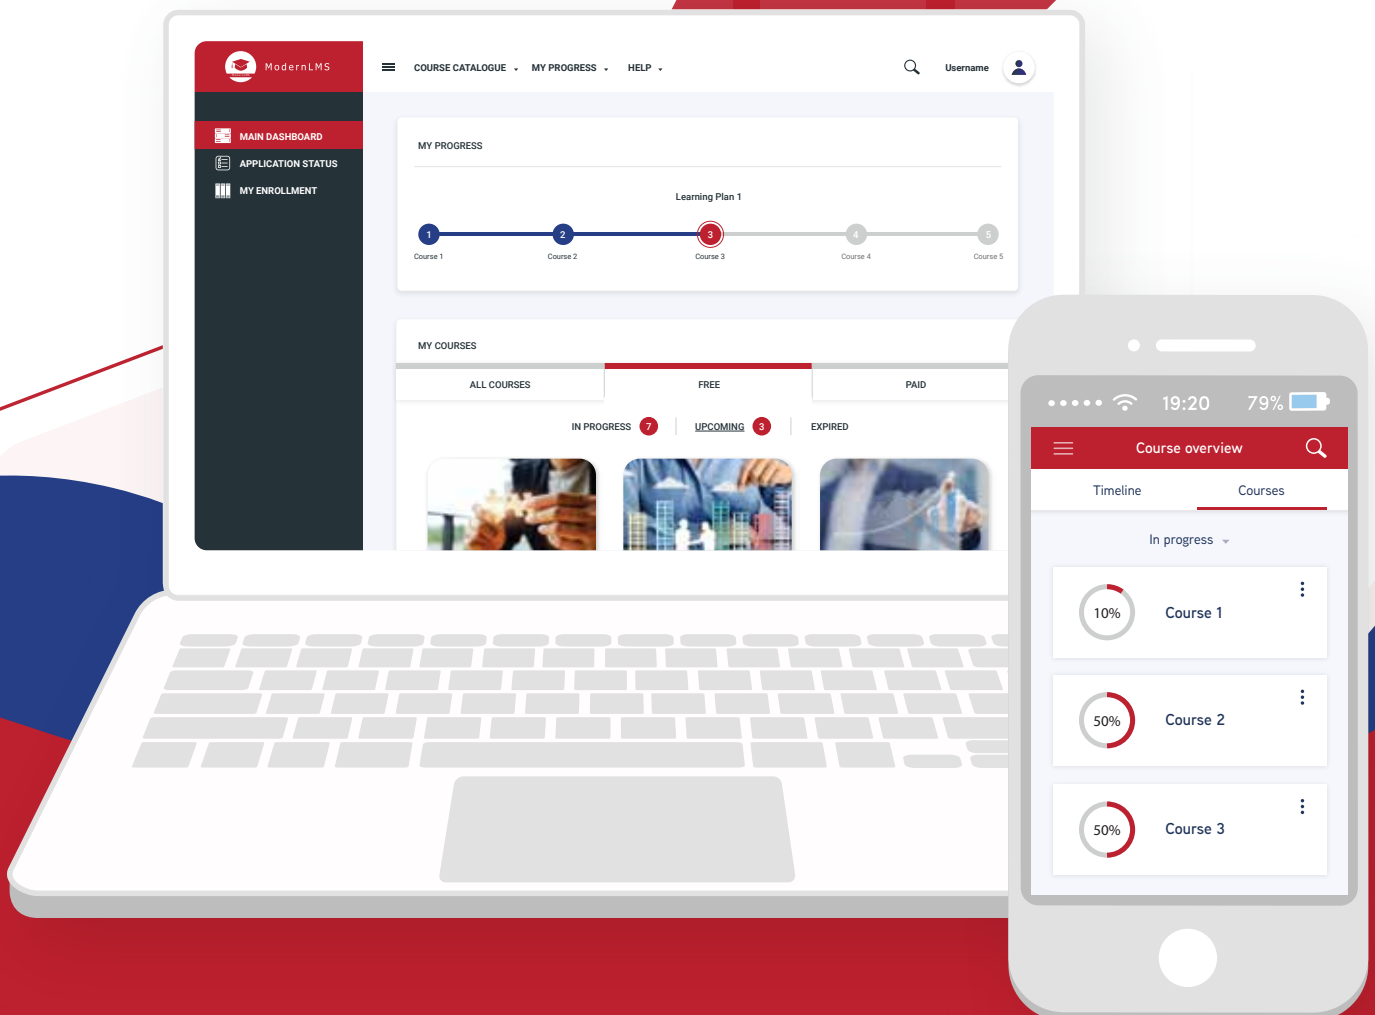 ModernLMS
COURSE CATALOGUE MY PROGRESS HELP
Username
MAIN DASHBOARD
APPLICATION STATUS
MY ENROLLMENT
MY PROGRESS
Learning Plan 1
1 2 3 4 5
Course 1 Course 2 Course 3 Course 4 Course 5
MY COURSES
ALL COURSES FREE PAID
IN PROGRESS 7 UPCOMING 3 EXPIRED
19:20 79%
Course overview
Timeline Courses
In progress
10% Course 1
50% Course 2
50% Course 3